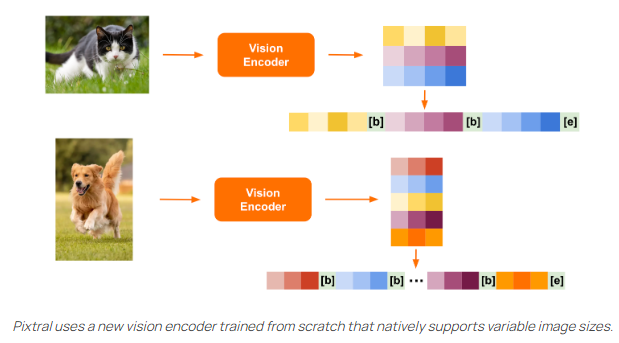 Vision
Encoder
[b] [b] [e]
Vision
Encoder
[b] [b] ... [b] [e]
Pixtral uses a new vision encoder trained from scratch that natively supports variable image sizes.